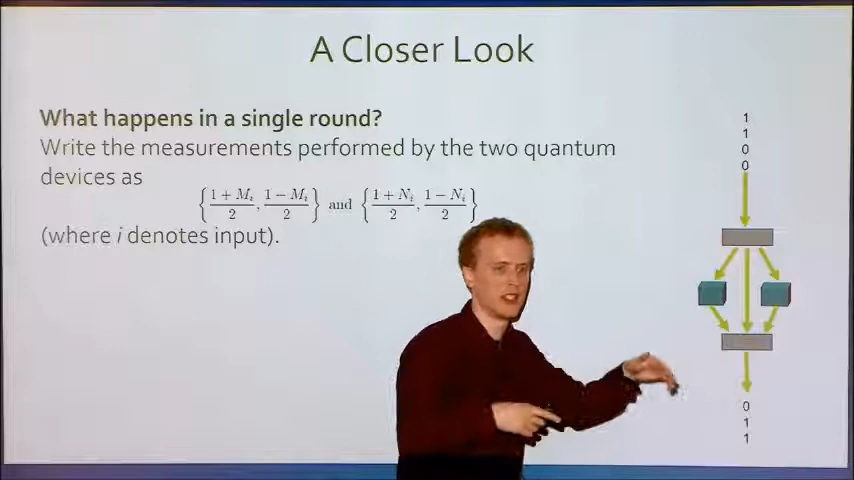 A Closer Look
What happens in a single round?
Write the measurements performed by the two quantum
devices as
{(1+M_i)/2, (1−M_i)/2} and {(1+N_i)/2, (1−N_i)/2}
(where i denotes input).
1
1
0
0
0
1
1